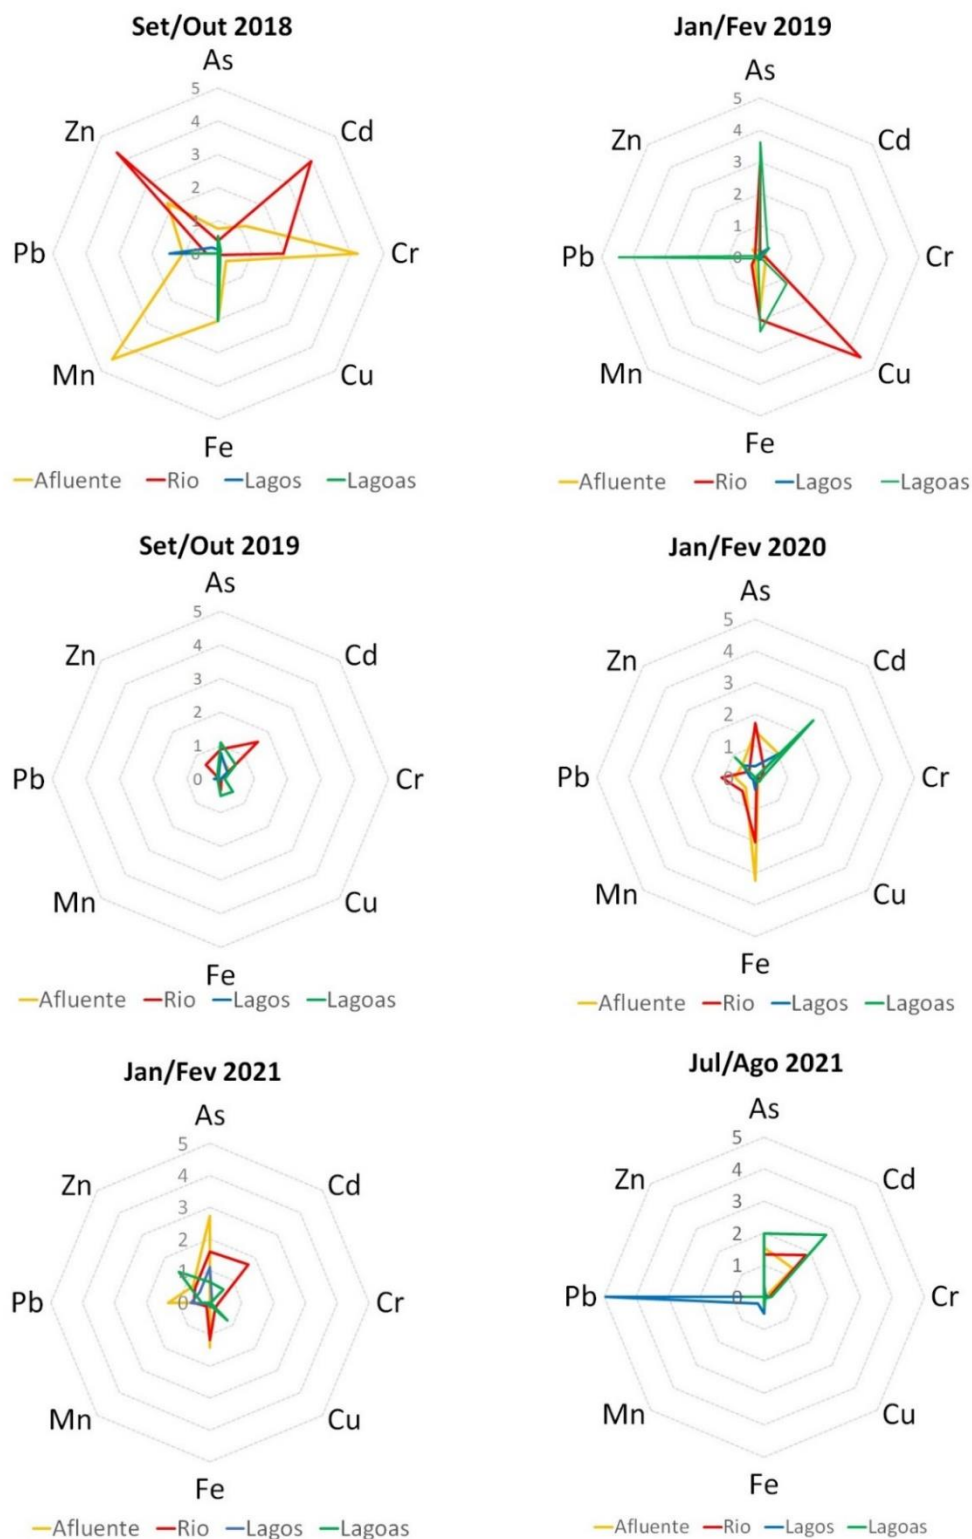 Set/Out 2018
As
5
Zn
4
Cd
3
2
1
Pb
0
Cr
Mn
Cu
Fe
Afluente Rio Lagos Lagoas
Jan/Fev 2019
As
5
Zn
4
Cd
3
2
1
Pb
0
Cr
Mn
Cu
Fe
Afluente Rio Lagos Lagoas
Set/Out 2019
As
5
Zn
4
Cd
3
2
1
Pb
0
Cr
Mn
Cu
Fe
Afluente Rio Lagos Lagoas
Jan/Fev 2020
As
5
Zn
4
Cd
3
2
1
Pb
0
Cr
Mn
Cu
Fe
Afluente Rio Lagos Lagoas
Jan/Fev 2021
As
5
Zn
4
Cd
3
2
1
Pb
0
Cr
Mn
Cu
Fe
Afluente Rio Lagos Lagoas
Jul/Ago 2021
As
5
Zn
4
Cd
3
2
1
Pb
0
Cr
Mn
Cu
Fe
Afluente Rio Lagos Lagoas